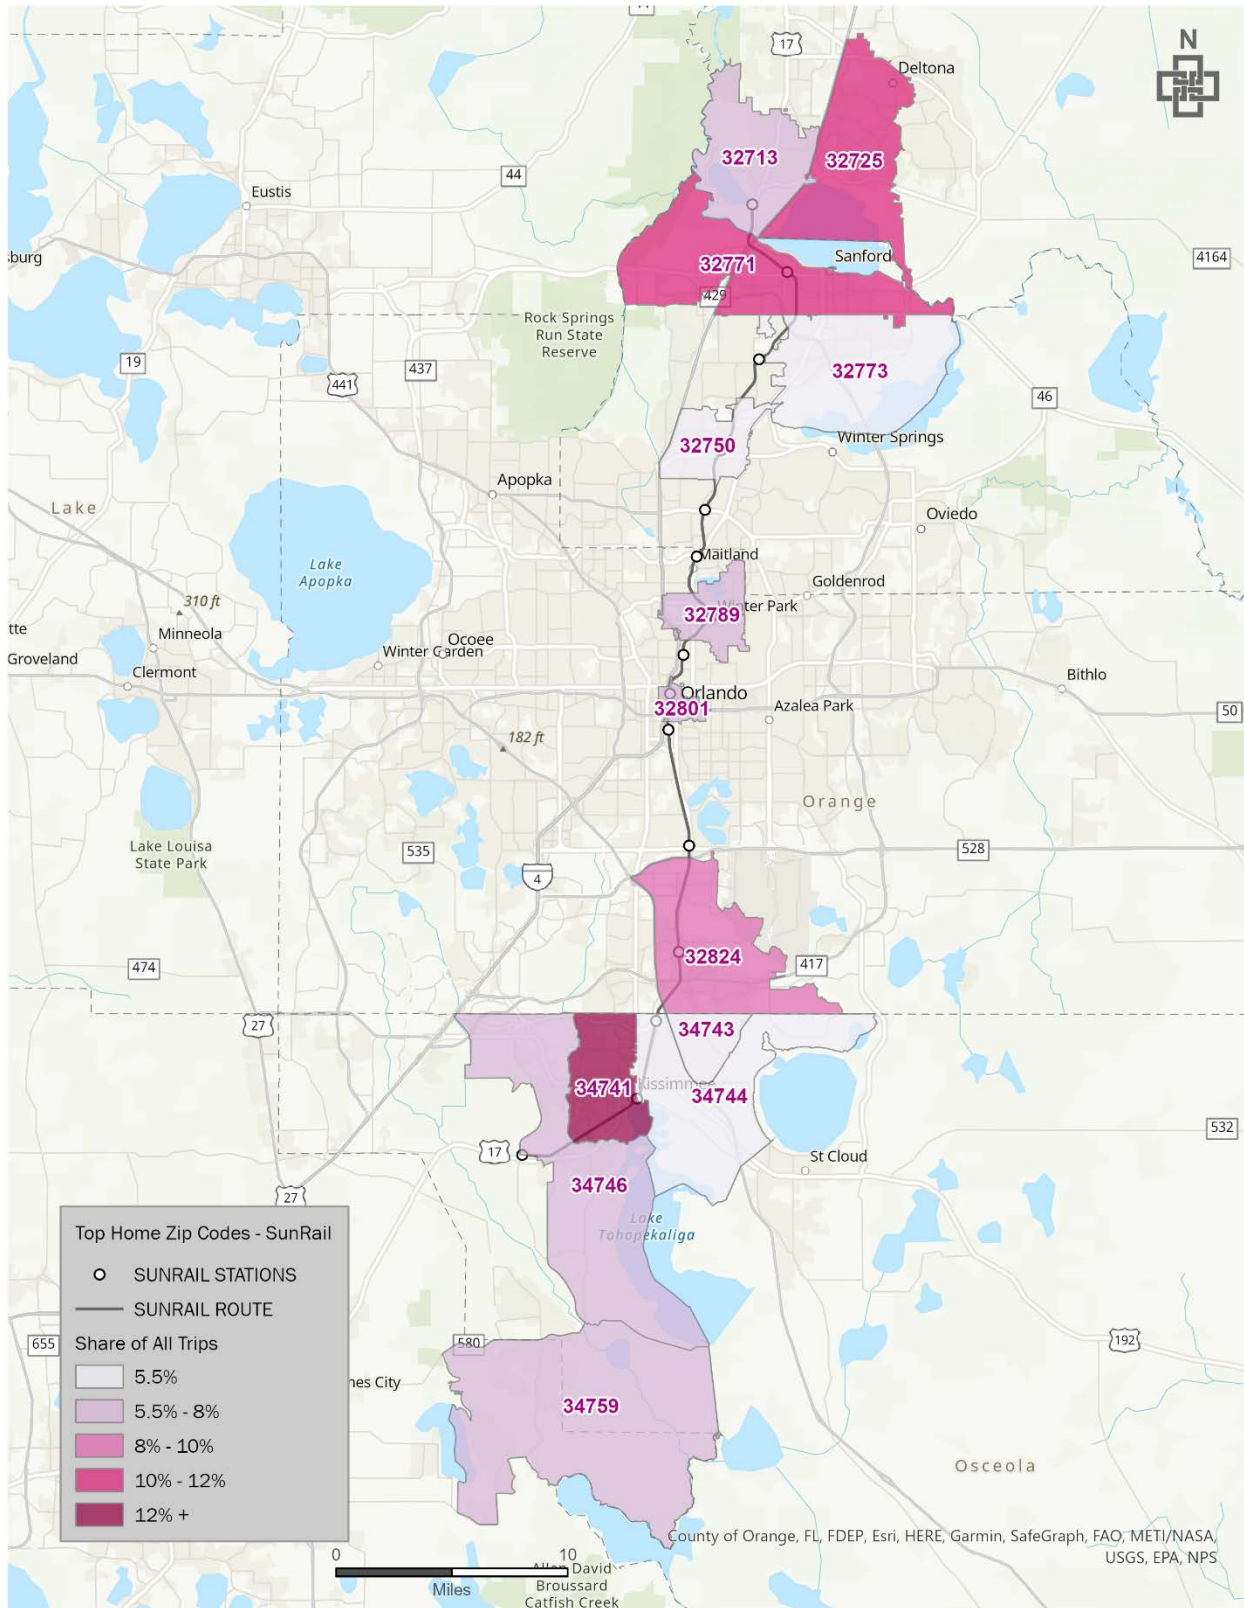 17
N
Deltona
32713
32725
44
Eustis
sburg
Sanford
4164
32771
429
Rock Springs
Run State
Reserve
19
437
441
32773
46
32750
Winter Springs
Apopka
Lake
Oviedo
Maitland
Lake
Apopka
Goldenrod
310 ft
Winter Park
32789
tte
Minneola
Ocoee
Winter Garden
Groveland
Clermont
Bithlo
Orlando
32801
Azalea Park
50
182 ft
Orange
Lake Louisa
State Park
535
528
4
32824
474
417
27
34743
34741
Kissimmee
34744
532
17
St Cloud
34746
27
Lake
Tohopekaliga
Top Home Zip Codes - SunRail
SUNRAIL STATIONS
SUNRAIL ROUTE
655
580
192
Share of All Trips
5.5%
5.5% - 8%
8% - 10%
10% - 12%
12% +
nes City
34759
Osceola
County of Orange, FL, FDEP, Esri, HERE, Garmin, SafeGraph, FAO, METI/NASA,
USGS, EPA, NPS
0 10
Miles
Allen David
Broussard
Catfish Creek